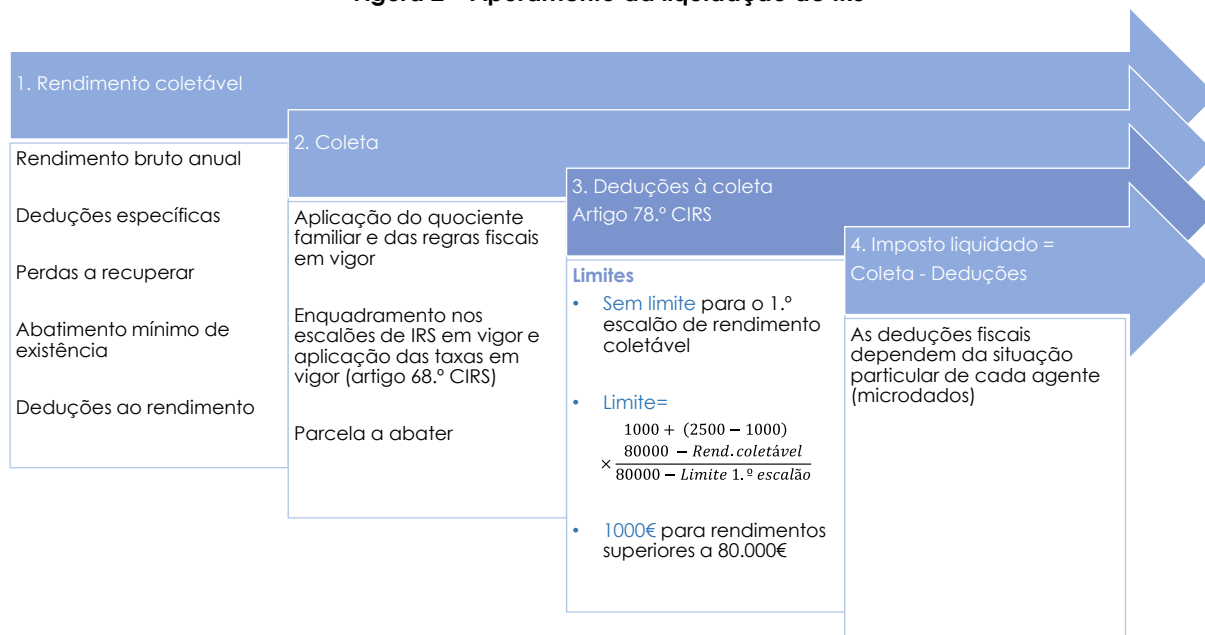 1. Rendimento coletável
Rendimento bruto anual
Deduções específicas
Perdas a recuperar
Abatimento mínimo de
existência
Deduções ao rendimento
2. Coleta
Aplicação do quociente
familiar e das regras fiscais
em vigor
Enquadramento nos
escalões de IRS em vigor e
aplicação das taxas em
vigor (artigo 68.º CIRS)
Parcela a abater
3. Deduções à coleta
Artigo 78.º CIRS
Limites
• Sem limite para o 1.º
escalão de rendimento
coletável
• Limite=
1000 + (2500 − 1000)
80000 − Rend. coletável
×
80000 − Limite 1.º escalão
• 1000€ para rendimentos
superiores a 80.000€
4. Imposto liquidado =
Coleta - Deduções
As deduções fiscais
dependem da situação
particular de cada agente
(microdados)